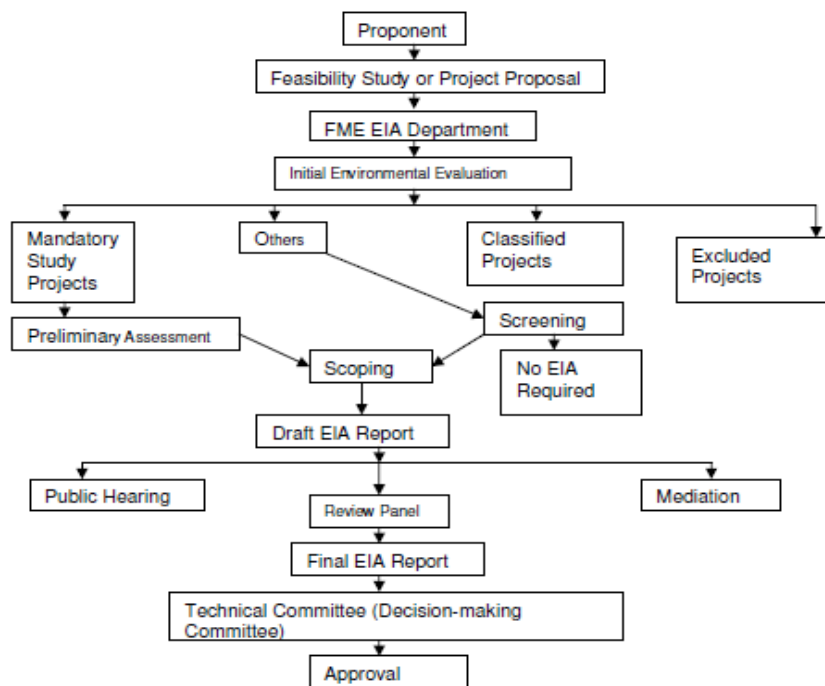 Proponent
Feasibility Study or Project Proposal
FME EIA Department
Initial Environmental Evaluation
Mandatory
Study
Projects
Others
Classified
Projects
Excluded
Projects
Preliminary Assessment
Screening
Scoping
No EIA
Required
Draft EIA Report
Public Hearing
Review Panel
Mediation
Final EIA Report
Technical Committee (Decision-making
Committee)
Approval